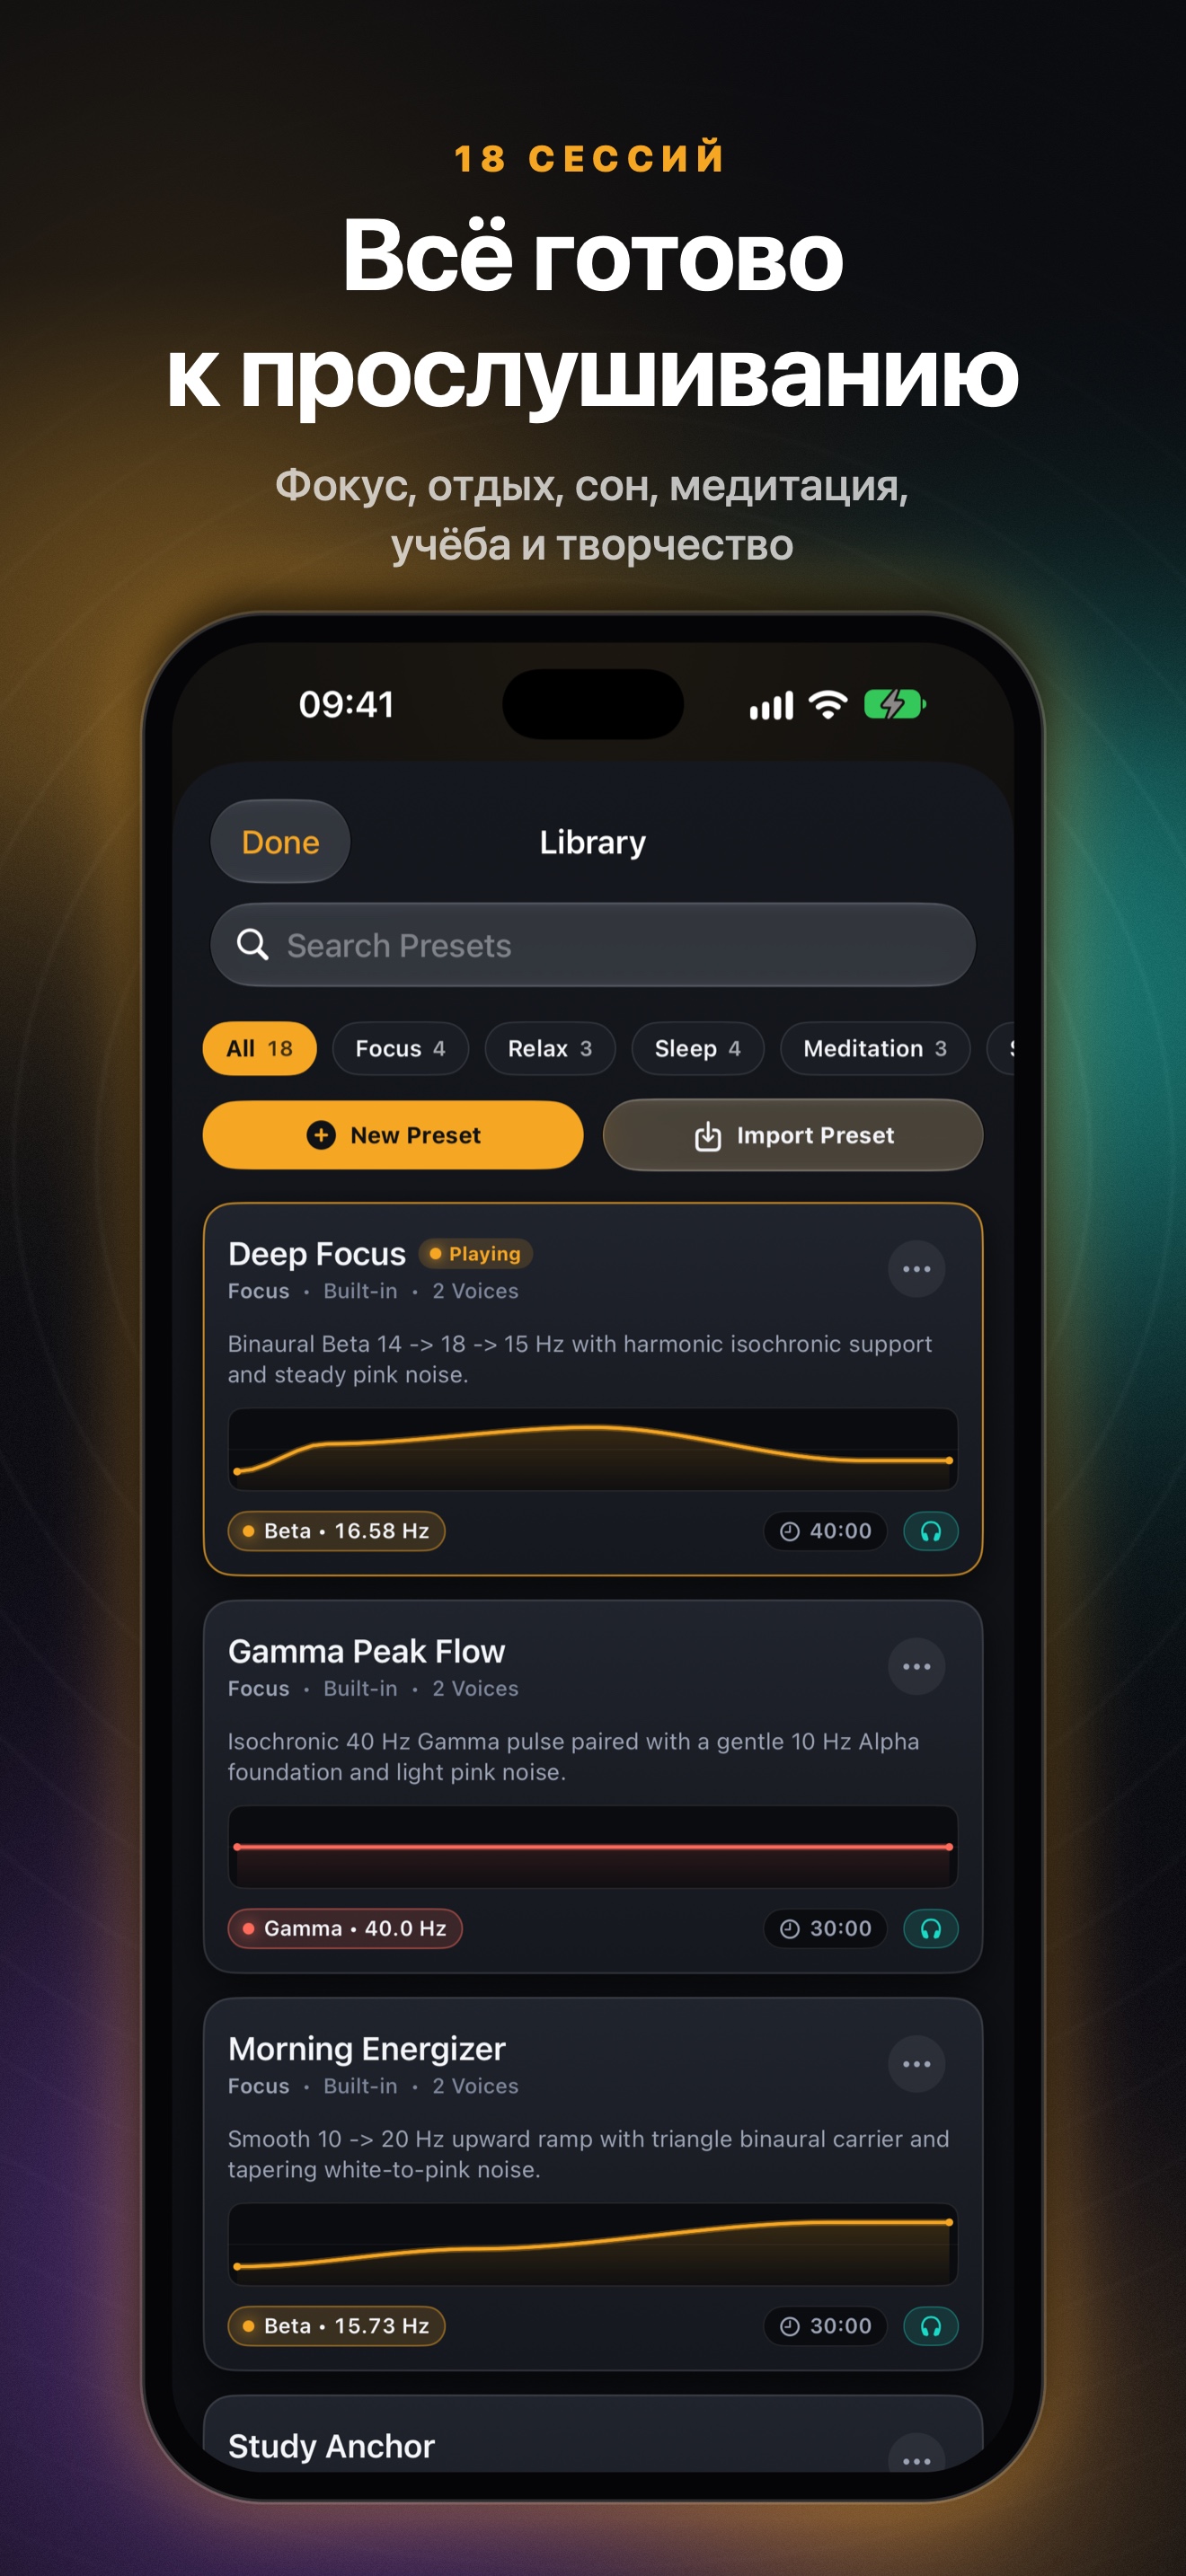 18 СЕССИЙ
Всё готово
к прослушиванию
Фокус, отдых, сон, медитация,
учёба и творчество
09:41
Done
Library
Search Presets
All 18
Focus 4
Relax 3
Sleep 4
Meditation 3
New Preset
Import Preset
Deep Focus
Playing
Focus • Built-in • 2 Voices
Binaural Beta 14 -> 18 -> 15 Hz with harmonic isochronic support
and steady pink noise.
Beta • 16.58 Hz
40:00
Gamma Peak Flow
Focus • Built-in • 2 Voices
Isochronic 40 Hz Gamma pulse paired with a gentle 10 Hz Alpha
foundation and light pink noise.
Gamma • 40.0 Hz
30:00
Morning Energizer
Focus • Built-in • 2 Voices
Smooth 10 -> 20 Hz upward ramp with triangle binaural carrier and
tapering white-to-pink noise.
Beta • 15.73 Hz
30:00
Study Anchor